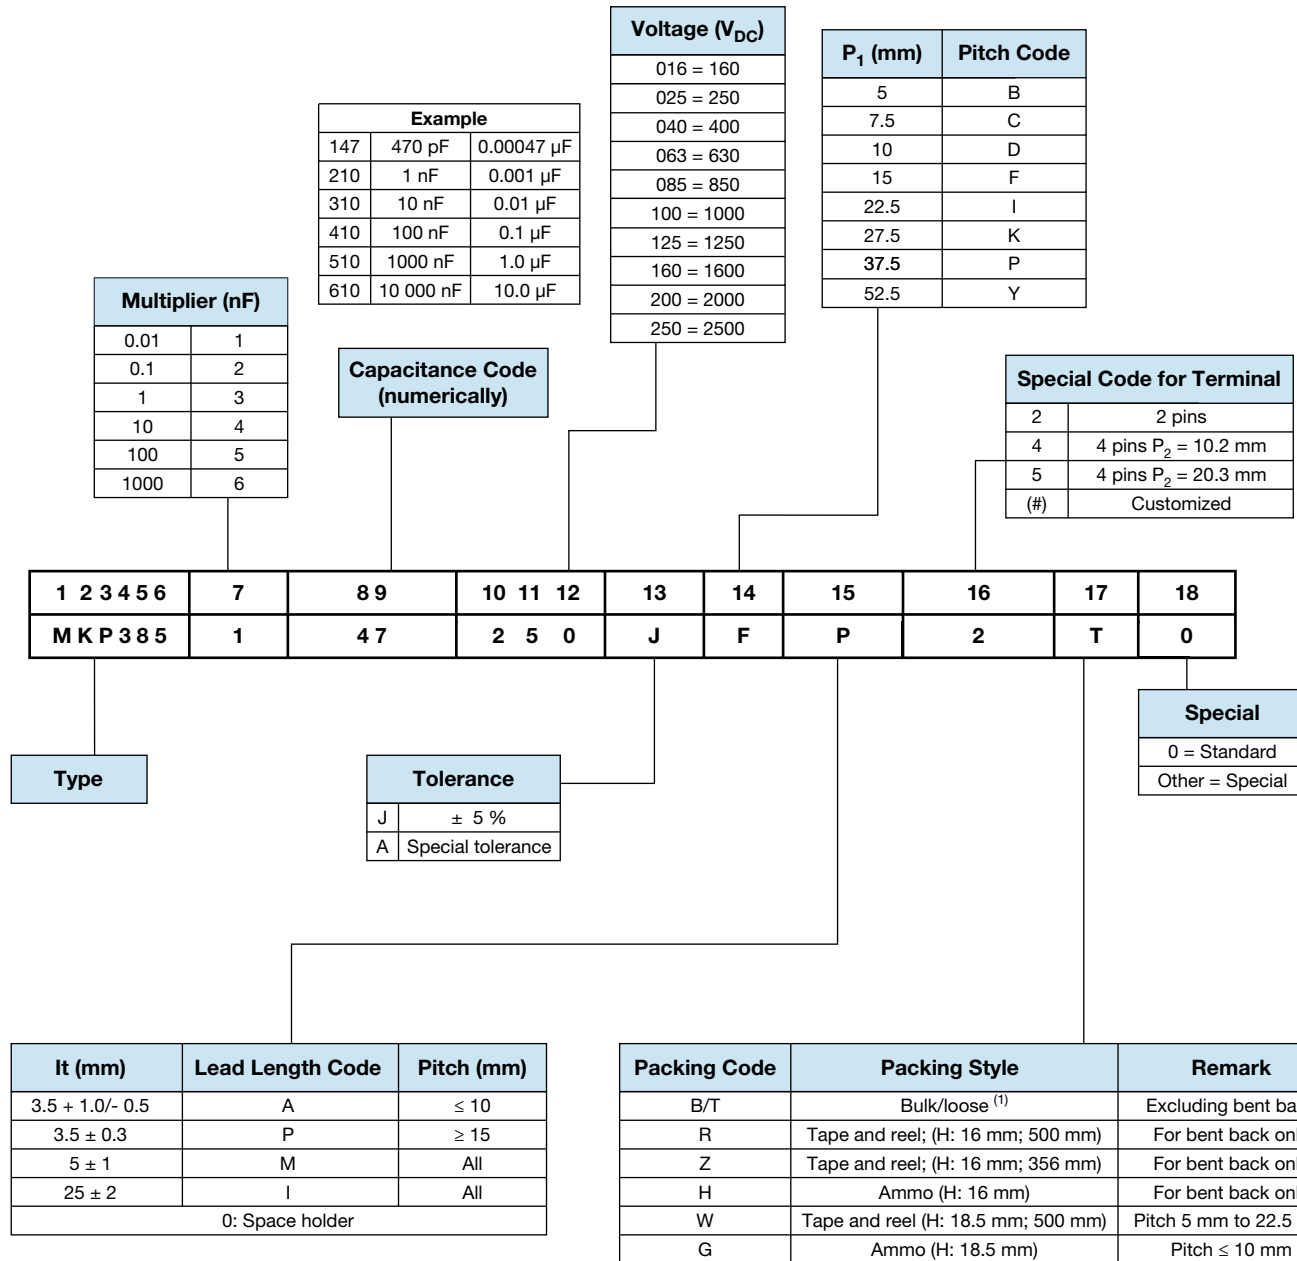 Voltage (VDC)
016 = 160
025 = 250
040 = 400
063 = 630
085 = 850
100 = 1000
125 = 1250
160 = 1600
200 = 2000
250 = 2500
P1 (mm) Pitch Code
5 B
7.5 C
10 D
15 F
22.5 I
27.5 K
37.5 P
52.5 Y
Example
147 470 pF 0.00047 µF
210 1 nF 0.001 µF
310 10 nF 0.01 µF
410 100 nF 0.1 µF
510 1000 nF 1.0 µF
610 10 000 nF 10.0 µF
Multiplier (nF)
0.01 1
0.1 2
1 3
10 4
100 5
1000 6
Capacitance Code
(numerically)
Special Code for Terminal
2 2 pins
4 4 pins P2 = 10.2 mm
5 4 pins P2 = 20.3 mm
(#) Customized
1 2 3 4 5 6 7 8 9 10 11 12 13 14 15 16 17 18
M K P 3 8 5 1 4 7 2 5 0 J F P 2 T 0
Type
Tolerance
J ± 5 %
A Special tolerance
Special
0 = Standard
Other = Special
It (mm) Lead Length Code Pitch (mm)
3.5 + 1.0/- 0.5 A ≤ 10
3.5 ± 0.3 P ≥ 15
5 ± 1 M All
25 ± 2 I All
0: Space holder
Packing Code Packing Style Remark
B/T Bulk/loose (1) Excluding bent
R Tape and reel; (H: 16 mm; 500 mm) For bent back
Z Tape and reel; (H: 16 mm; 356 mm) For bent back
H Ammo (H: 16 mm) For bent back
W Tape and reel (H: 18.5 mm; 500 mm) Pitch 5 mm to 22.5
G Ammo (H: 18.5 mm) Pitch ≤ 10 mm